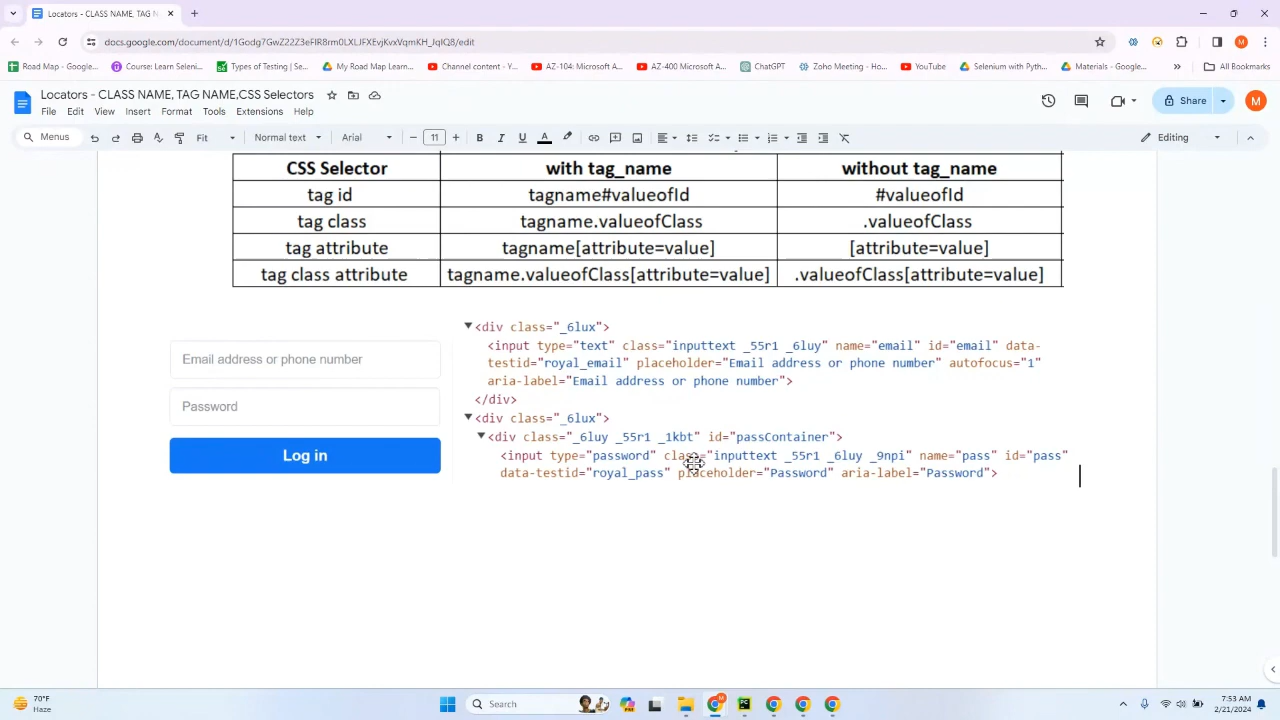 Locators - CLASS NAME, TAG N
docs.google.com/document/d/1Godg7GwZ22Z3eFIR8rm0LXLJFXEvjKvxVqmKH_JqIQ8/edit
Road Map - Google...
Course: Learn Seleni...
Types of Testing | Se...
My Road Map Learn...
Channel content - Y...
AZ-104: Microsoft A...
AZ-400 Microsoft A...
ChatGPT
Zoho Meeting - Ho...
YouTube
Selenium with Pyth...
Materials - Google...
All Bookmarks
Locators - CLASS NAME, TAG NAME,CSS Selectors
File Edit View Insert Format Tools Extensions Help
Share
M
Menus
Fit
Normal text
Arial
11
Editing
CSS Selector with tag_name without tag_name
tag id tagname#valueofId #valueofId
tag class tagname.valueofClass .valueofClass
tag attribute tagname[attribute=value] [attribute=value]
tag class attribute tagname.valueofClass[attribute=value] .valueofClass[attribute=value]
Email address or phone number
Password
Log in
<div class="_6lux">
<input type="text" class="inputtext _55r1 _6luy" name="email" id="email" data-
testid="royal_email" placeholder="Email address or phone number" autofocus="1"
aria-label="Email address or phone number">
</div>
<div class="_6lux">
<div class="_6luy _55r1 _1kbt" id="passContainer">
<input type="password" class="inputtext _55r1 _6luy _9npi" name="pass" id="pass"
data-testid="royal_pass" placeholder="Password" aria-label="Password">
70°F
Haze
Search
7:53 AM
2/21/2024